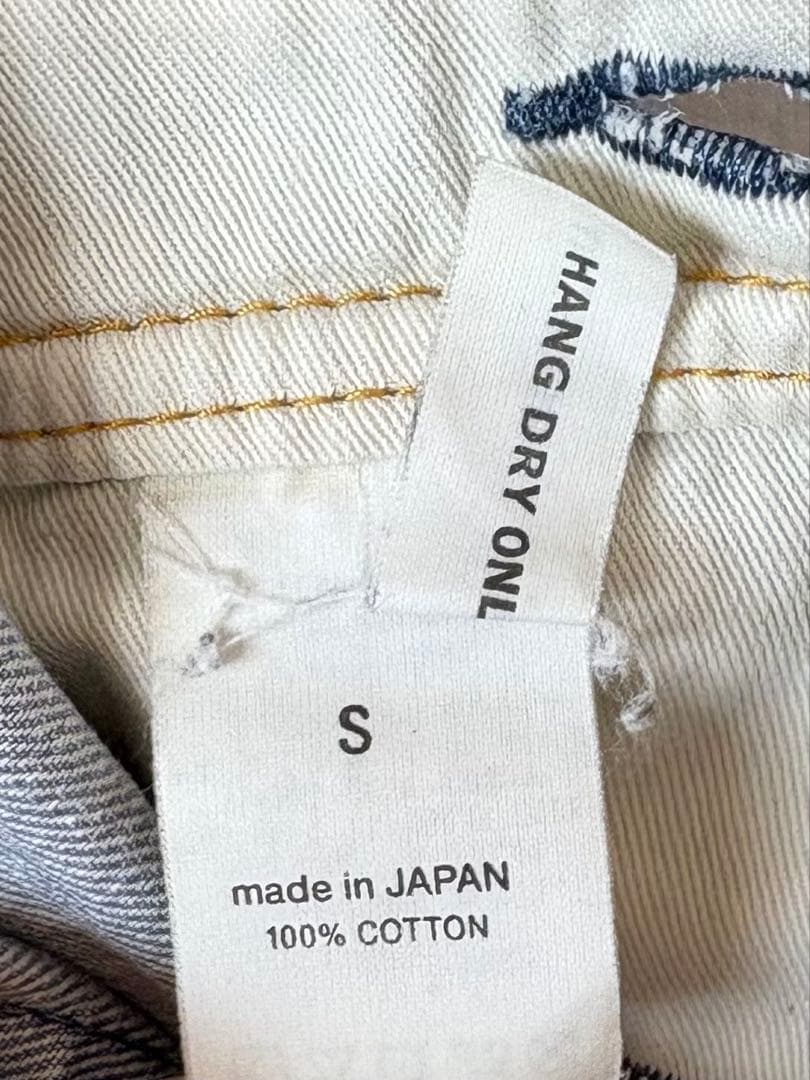 HANG DRY ONL
S
made in JAPAN
100% COTTON